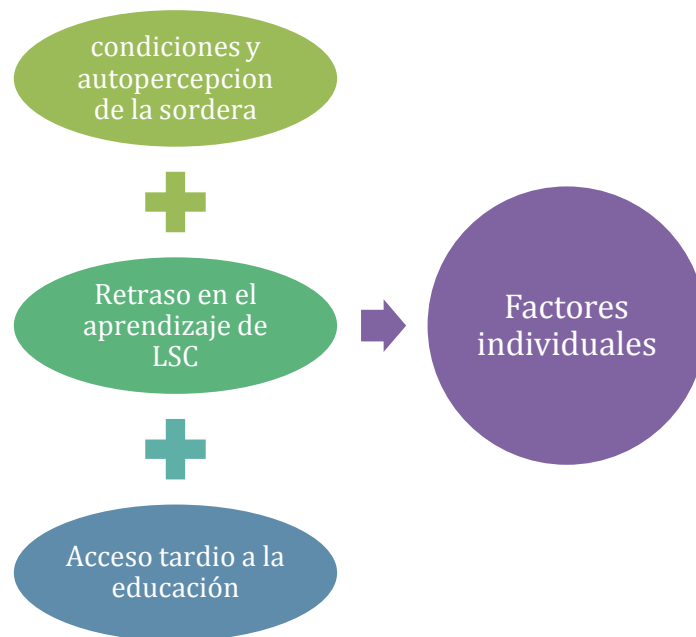 condiciones y
autopercepcion
de la sordera
Retraso en el
aprendizaje de
LSC
Acceso tardio a la
educación
Factores
individuales